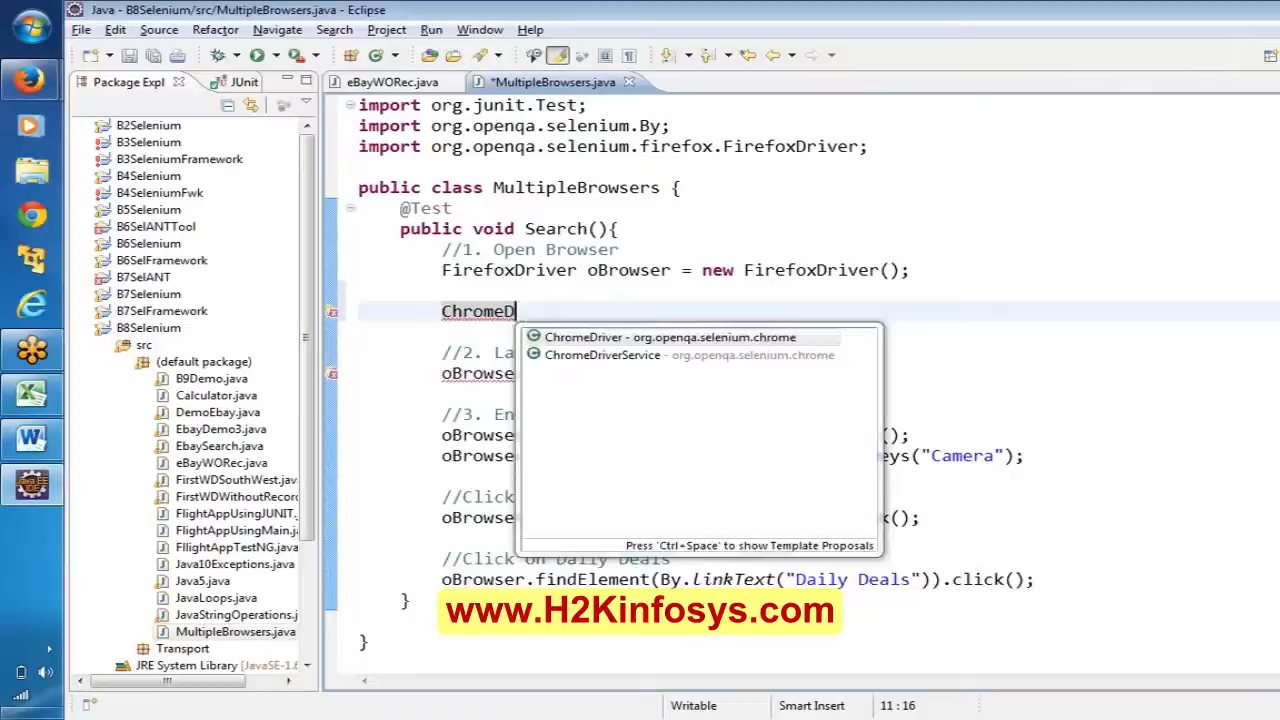 Java - B8Selenium/src/MultipleBrowsers.java - Eclipse
File Edit Source Refactor Navigate Search Project Run Window Help
Package Expl JUnit eBayWORec.java *MultipleBrowsers.java
B2Selenium
B3Selenium
B3SeleniumFramework
B4Selenium
B4SeleniumFwk
B5Selenium
B6SelANTTool
B6Selenium
B6SelFramework
B7SelANT
B7Selenium
B7SelFramework
B8Selenium
src
(default package)
B9Demo.java
Calculator.java
DemoEbay.java
EbayDemo3.java
EbaySearch.java
eBayWORec.java
FirstWDSouthWest.jav
FirstWDWithoutRecor
FlightAppUsingJUNIT.
FlightAppUsingMain.j
FllightAppTestNG.java
Java10Exceptions.java
Java5.java
JavaLoops.java
JavaStringOperations.j
MultipleBrowsers.java
Transport
JRE System Library [JavaSE-1.6
import org.junit.Test;
import org.openqa.selenium.By;
import org.openqa.selenium.firefox.FirefoxDriver;
public class MultipleBrowsers {
@Test
public void Search(){
//1. Open Browser
FirefoxDriver oBrowser = new FirefoxDriver();
ChromeD
ChromeDriver - org.openqa.selenium.chrome
ChromeDriverService - org.openqa.selenium.chrome
Press 'Ctrl+Space' to show Template Proposals
//2. La
oBrowse
//3. En
oBrowse ();
oBrowse eys("Camera");
//Click
oBrowse k();
//Click on Daily Deals
oBrowser.findElement(By.linkText("Daily Deals")).click();
}
www.H2Kinfosys.com
}
Writable Smart Insert 11 : 16